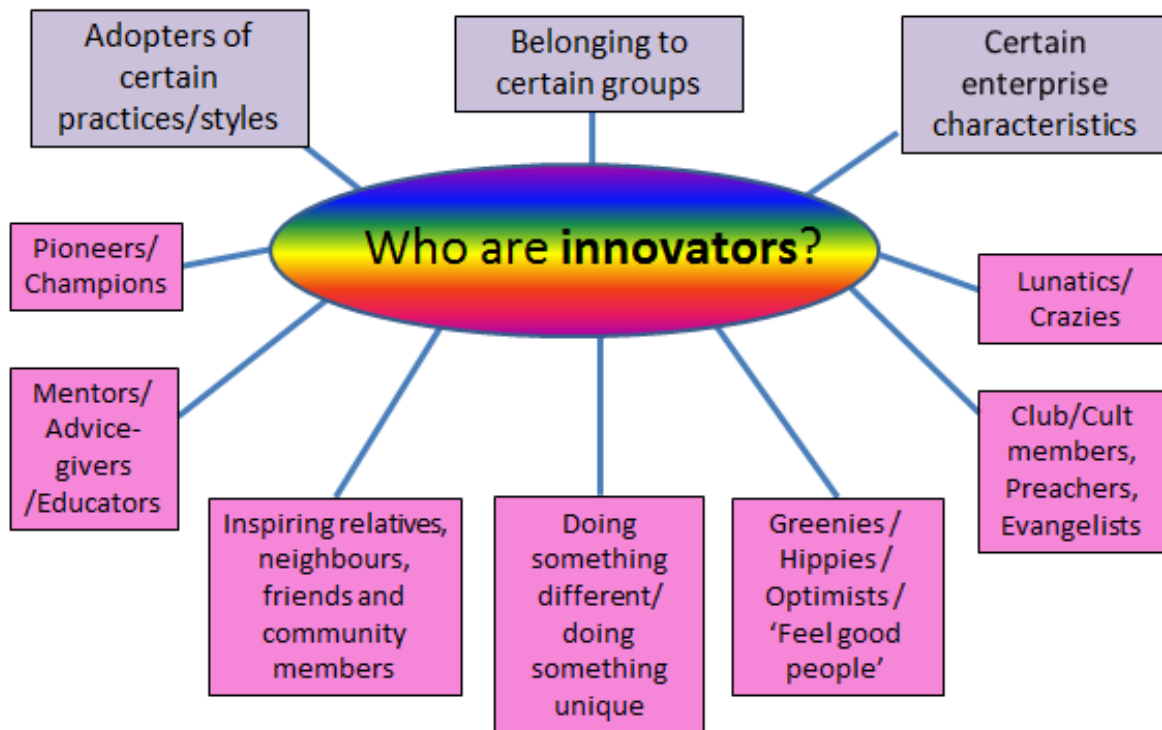 Adopters of
certain
practices/styles
Belonging to
certain groups
Certain
enterprise
characteristics
Who are innovators?
Pioneers/
Champions
Lunatics/
Crazies
Mentors/
Advice-
givers
/Educators
Club/Cult
members,
Preachers,
Evangelists
Inspiring relatives,
neighbours,
friends and
community
members
Doing
something
different/
doing
something
unique
Greenies /
Hippies /
Optimists /
‘Feel good
people’